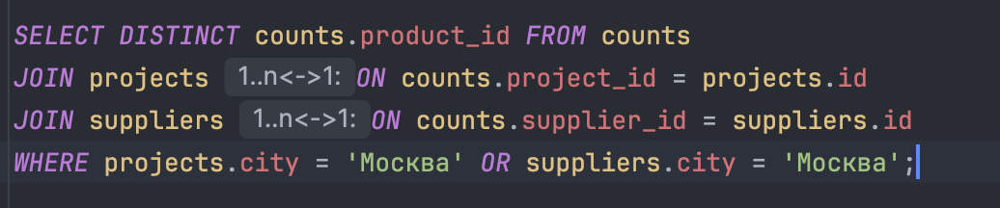 SELECT DISTINCT counts.product_id FROM counts
JOIN projects 1..n<->1: ON counts.project_id = projects.id
JOIN suppliers 1..n<->1: ON counts.supplier_id = suppliers.id
WHERE projects.city = 'Москва' OR suppliers.city = 'Москва';